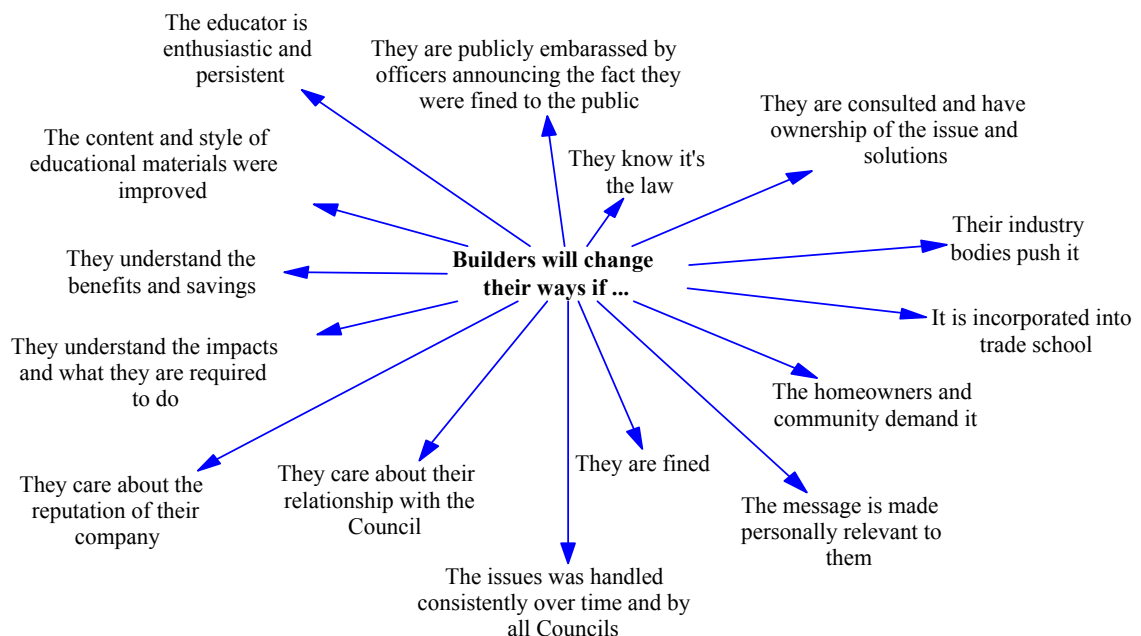 The educator is
enthusiastic and
persistent
They are publicly embarassed by
officers announcing the fact they
were fined to the public
They are consulted and have
ownership of the issue and
solutions
The content and style of
educational materials were
improved
They know it's
the law
Their industry
bodies push it
They understand the
benefits and savings
Builders will change
their ways if ...
It is incorporated into
trade school
They understand the impacts
and what they are required
to do
The homeowners and
community demand it
They care about the
reputation of their
company
They care about their
relationship with the
Council
They are fined
The message is made
personally relevant to
them
The issues was handled
consistently over time and by
all Councils